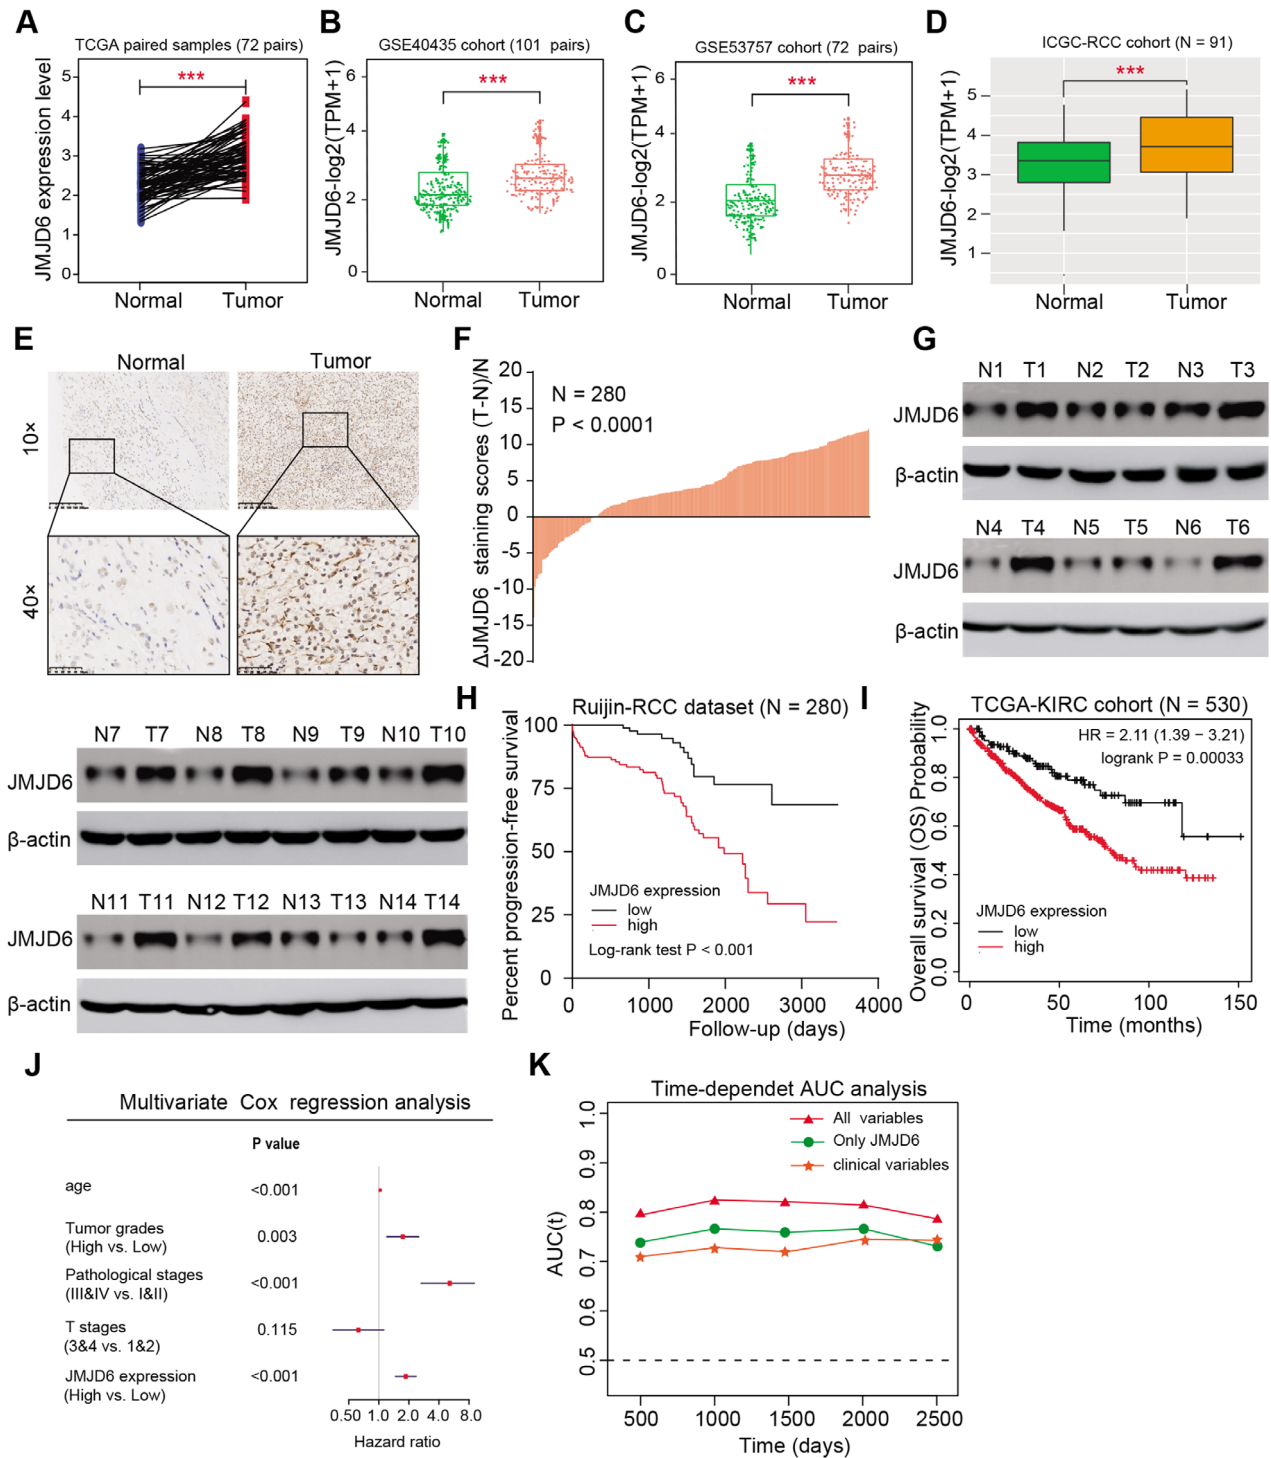 A
TCGA paired samples (72 pairs)
JMJD6 expression level
5
4
3
2
1
0
***
Normal Tumor
B
GSE40435 cohort (101 pairs)
JMJD6-log2(TPM+1)
6
4
2
0
***
Normal Tumor
C
GSE53757 cohort (72 pairs)
JMJD6-log2(TPM+1)
6
4
2
0
***
Normal Tumor
D
ICGC-RCC cohort (N = 91)
JMJD6-log2(TPM+1)
5
4
3
2
1
***
Normal Tumor
E
Normal Tumor
10×
40×
F
ΔJMJD6 staining scores (T-N)/N
20
15
10
5
0
-5
-10
-15
-20
N = 280
P < 0.0001
G
N1 T1 N2 T2 N3 T3
JMJD6
β-actin
N4 T4 N5 T5 N6 T6
JMJD6
β-actin
N7 T7 N8 T8 N9 T9 N10 T10
JMJD6
β-actin
N11 T11 N12 T12 N13 T13 N14 T14
JMJD6
β-actin
H
Ruijin-RCC dataset (N = 280)
Percent progression-free survival
100
75
50
25
0
JMJD6 expression
low
high
Log-rank test P < 0.001
0 1000 2000 3000 4000
Follow-up (days)
I
TCGA-KIRC cohort (N = 530)
HR = 2.11 (1.39 − 3.21)
logrank P = 0.00033
Overall survival (OS) Probability
1.0
0.8
0.6
0.4
0.2
0.0
JMJD6 expression
low
high
0 50 100 150
Time (months)
J
Multivariate Cox regression analysis
P value
age <0.001
Tumor grades
(High vs. Low)
0.003
Pathological stages
(III&IV vs. I&II)
<0.001
T stages
(3&4 vs. 1&2)
0.115
JMJD6 expression
(High vs. Low)
<0.001
0.50 1.0 2.0 4.0 8.0
Hazard ratio
K
Time-dependet AUC analysis
All variables
Only JMJD6
clinical variables
AUC(t)
1.0
0.9
0.8
0.7
0.6
0.5
500 1000 1500 2000 2500
Time (days)